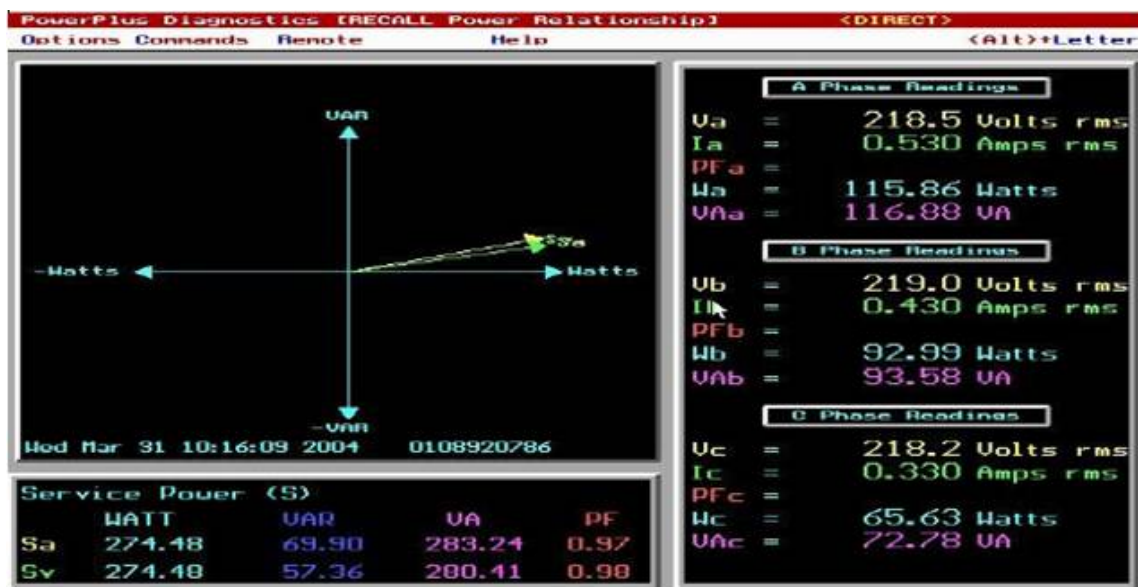 PowerPlus Diagnostics [RECALL Power Relationship] <DIRECT>
Options Commands Remote Help <Alt>+Letter
VAR
-Watts Watts
Sa
-VAR
Wed Mar 31 10:16:09 2004 0108920786
Service Power (S)
WATT VAR VA PF
Sa 274.48 69.90 283.24 0.97
Sv 274.48 57.36 280.41 0.98
A Phase Readings
Va = 218.5 Volts rms
Ia = 0.530 Amps rms
PFa =
Wa = 115.86 Watts
VAa = 116.88 VA
B Phase Readings
Vb = 219.0 Volts rms
= 0.430 Amps rms
PFb =
Wb = 92.99 Watts
VAb = 93.58 VA
C Phase Readings
Vc = 218.2 Volts rms
Ic = 0.330 Amps rms
PFc =
Wc = 65.63 Watts
VAc = 72.78 VA